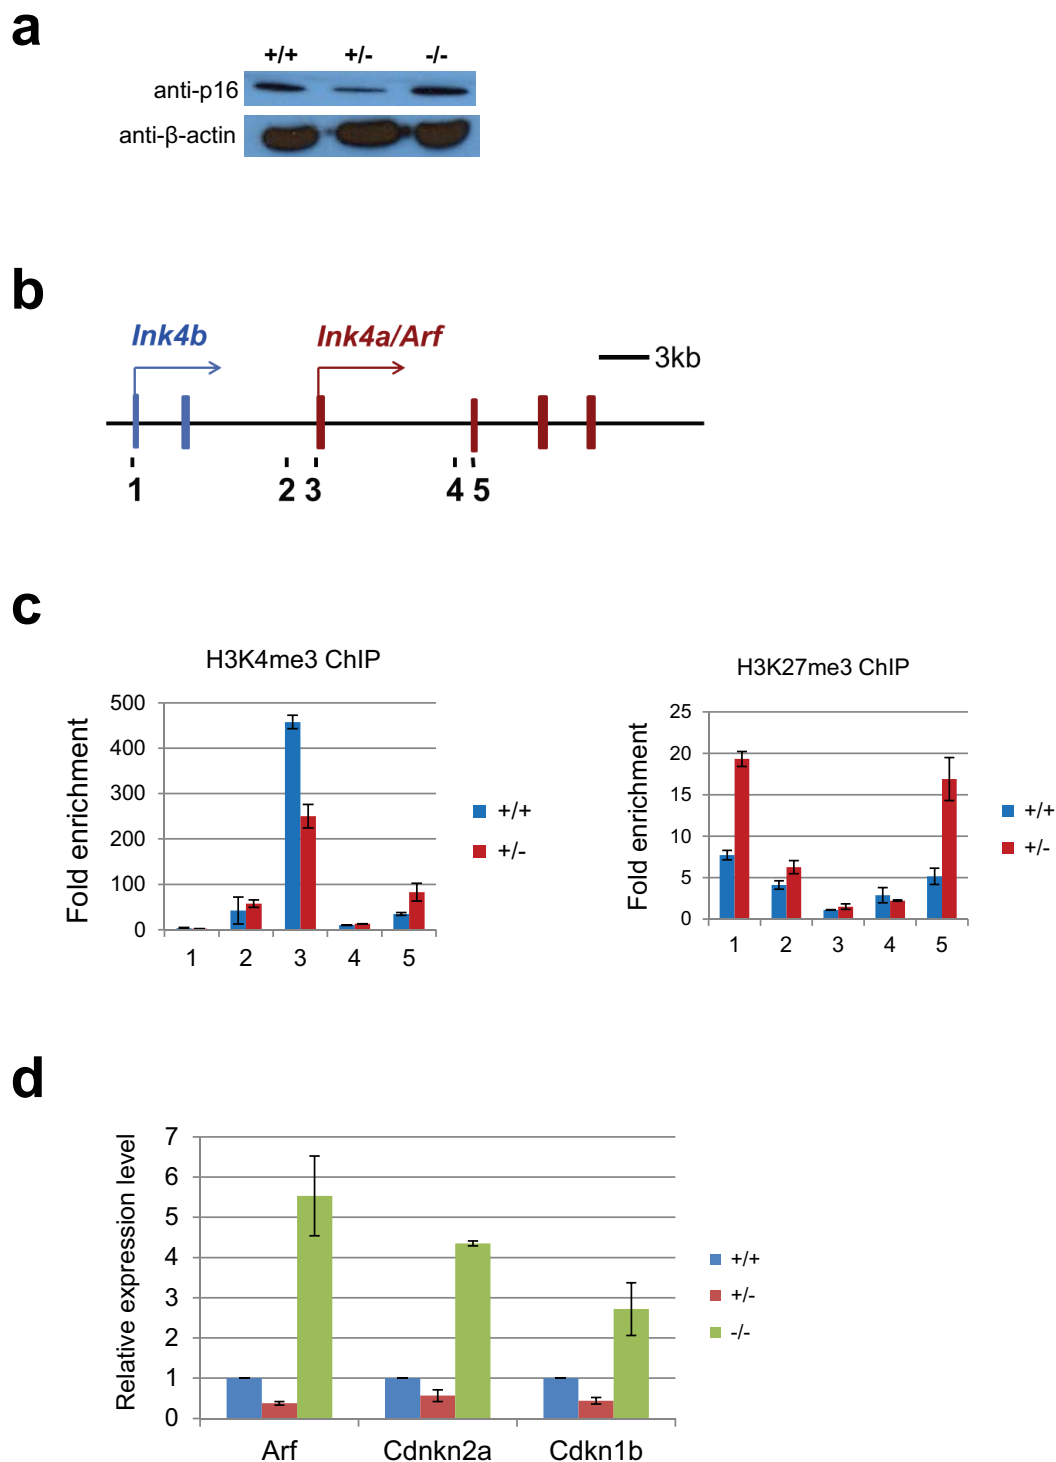 a
+/+ +/- -/-
anti-p16
anti-β-actin
b
Ink4b
Ink4a/Arf
3kb
1 2 3 4 5
c
H3K4me3 ChIP
Fold enrichment
500
400
300
200
100
0
1 2 3 4 5
+/+
+/-
H3K27me3 ChIP
Fold enrichment
25
20
15
10
5
0
1 2 3 4 5
+/+
+/-
d
Relative expression level
7
6
5
4
3
2
1
0
Arf Cdnkn2a Cdkn1b
+/+
+/-
-/-